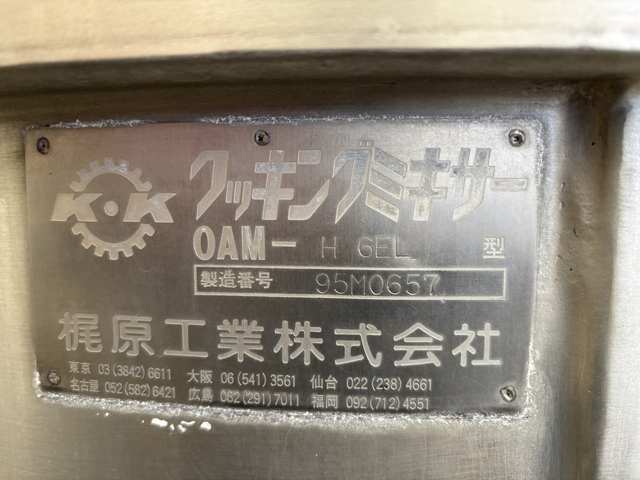 K・K
クッキングミキサー
OAM- H 6EL 型
製造番号 95M0657
梶原工業株式会社
東京 03(3842)6611 大阪 06(541)3561 仙台 022(238)4661
名古屋 052(582)6421 広島 082(291)7011 福岡 092(712)4551